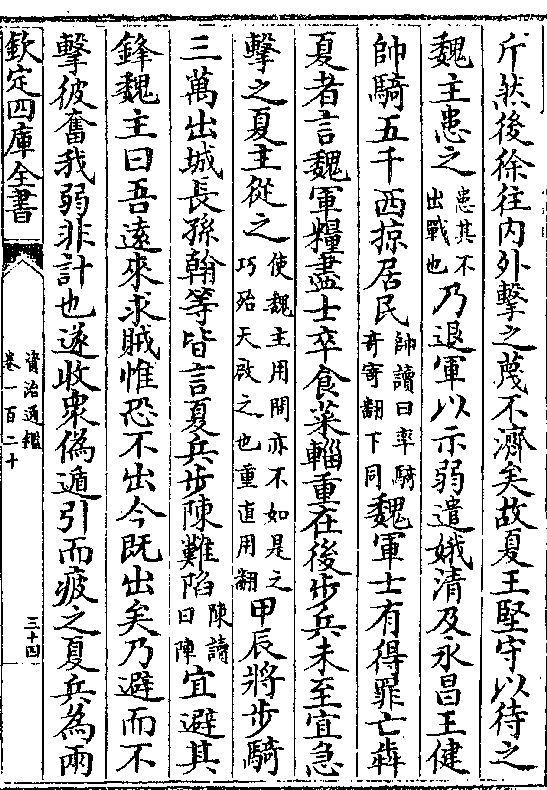 斤然後徐往内外擊之蔑不濟矣故夏王堅守以待之
魏主患之患其不出戰也乃退軍以示弱遣娥清及永昌王健
帥騎五千西掠居民帥讀曰率騎奇寄翻下同魏軍士有得罪亡犇
夏者言魏軍糧盡士卒食菜輜重在後步兵未至宜急
擊之夏主從之使魏主用間亦不如是之巧殆天啟之也重直用翻甲辰將步騎
三萬出城長孫翰等皆言夏兵步陳難陷陳讀曰陣宜避其
鋒魏主曰吾遠來求賊惟恐不出今既出矣乃避而不
擊彼奮我弱非計也遂收衆偽遁引而疲之夏兵為兩
欽定四庫全書
資治通鑑
卷一百二十
三十四